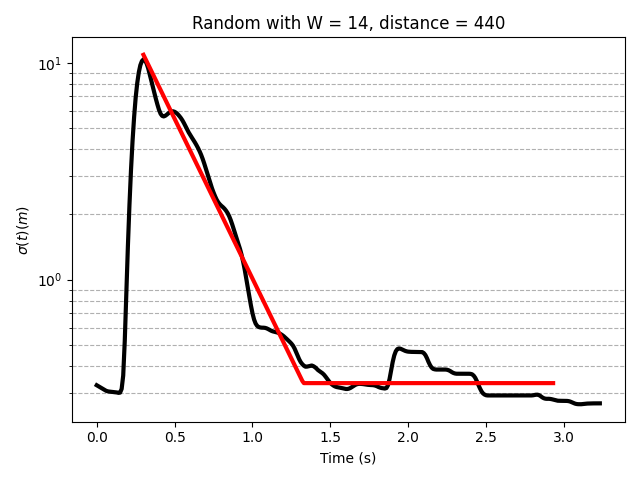 Random with W = 14, distance = 440
σ(t)(m)
10¹
10⁰
0.0 0.5 1.0 1.5 2.0 2.5 3.0
Time (s)